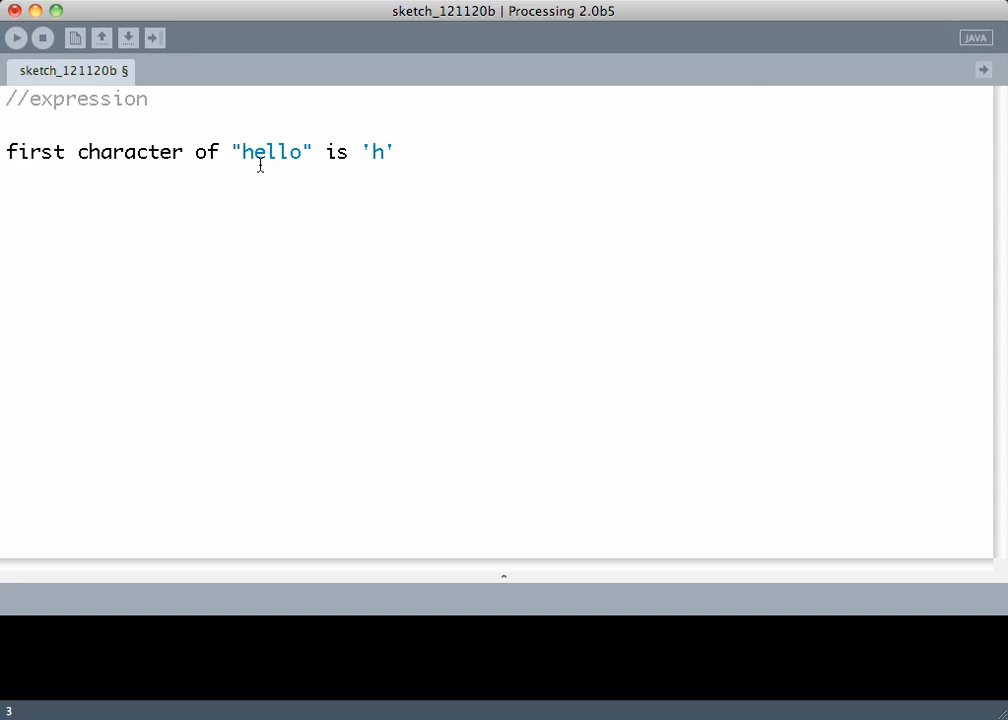 sketch_121120b | Processing 2.0b5
JAVA
sketch_121120b §
//expression
first character of "hello" is 'h'
3